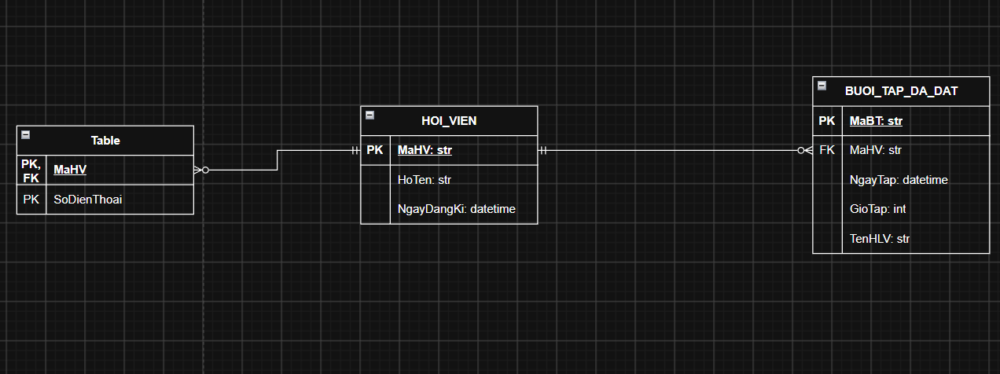 Table
PK, FK MaHV
PK SoDienThoai
HOI_VIEN
PK MaHV: str
HoTen: str
NgayDangKi: datetime
BUOI_TAP_DA_DAT
PK MaBT: str
FK MaHV: str
NgayTap: datetime
GioTap: int
TenHLV: str